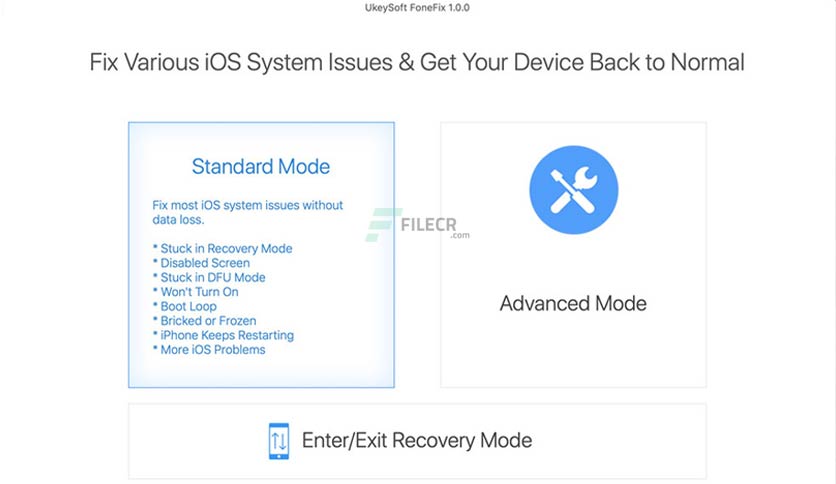 UkeySoft FoneFix 1.0.0
Fix Various iOS System Issues & Get Your Device Back to Normal
Standard Mode
Fix most iOS system issues without
data loss.
* Stuck in Recovery Mode
* Disabled Screen
* Stuck in DFU Mode
* Won't Turn On
* Boot Loop
* Bricked or Frozen
* iPhone Keeps Restarting
* More iOS Problems
FILECR
.com
Advanced Mode
Enter/Exit Recovery Mode